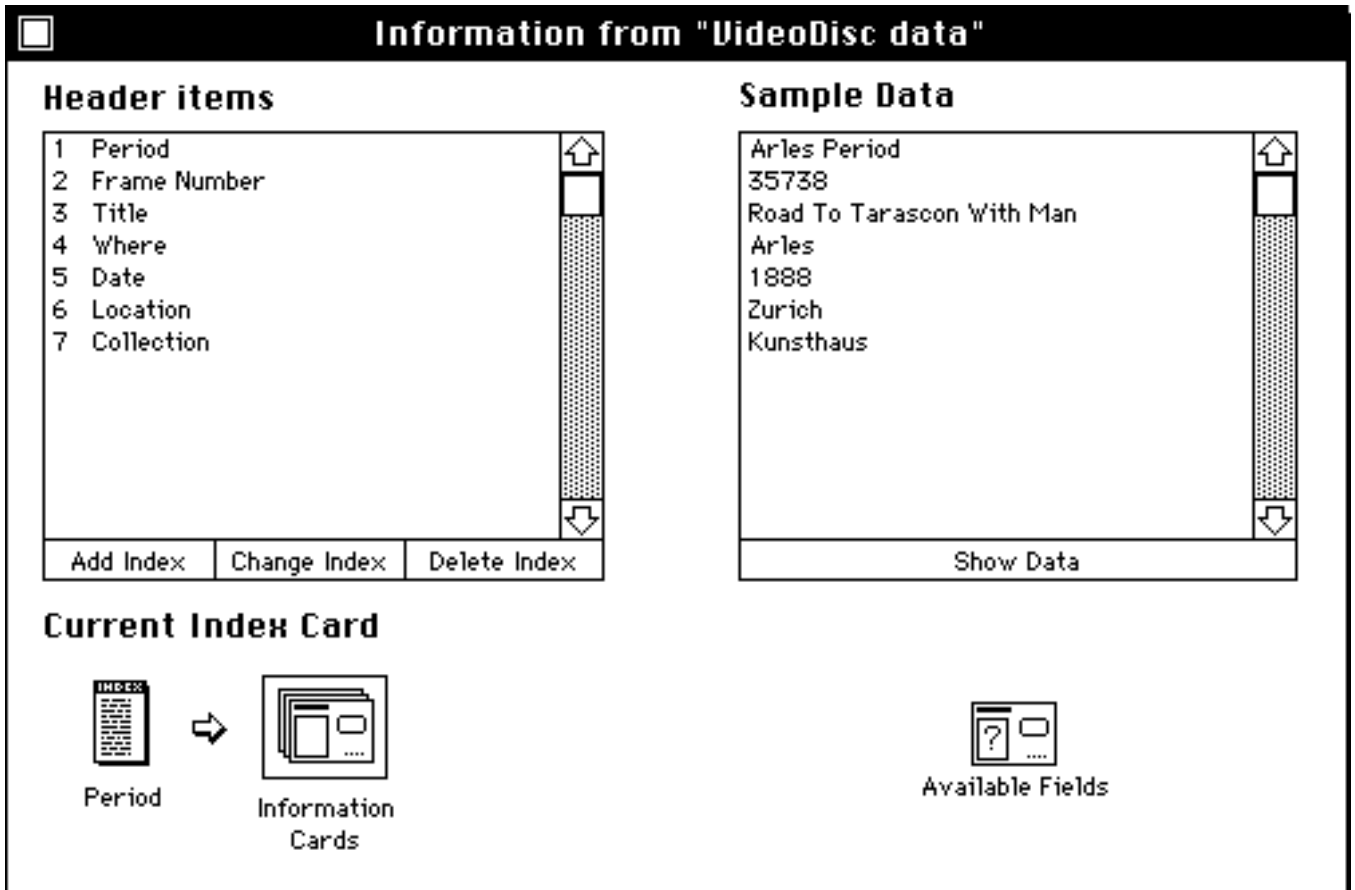 Information from "VideoDisc data"
Header items
1 Period
2 Frame Number
3 Title
4 Where
5 Date
6 Location
7 Collection
Add Index
Change Index
Delete Index
Sample Data
Arles Period
35738
Road To Tarascon With Man
Arles
1888
Zurich
Kunsthaus
Show Data
Current Index Card
INDEX
Period
Information
Cards
?
Available Fields